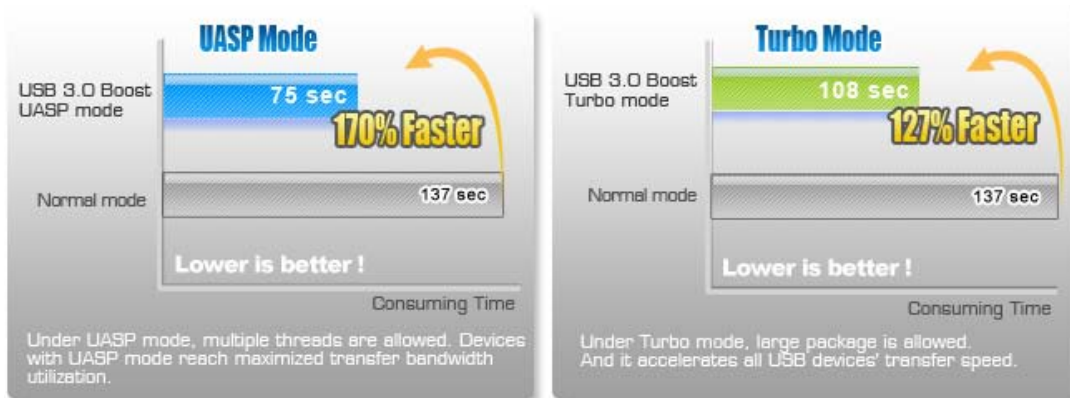 UASP Mode
USB 3.0 Boost
UASP mode
75 sec
170% Faster
Normal mode
137 sec
Lower is better !
Consuming Time
Under UASP mode, multiple threads are allowed. Devices
with UASP mode reach maximized transfer bandwidth
utilization.
Turbo Mode
USB 3.0 Boost
Turbo mode
108 sec
127% Faster
Normal mode
137 sec
Lower is better !
Consuming Time
Under Turbo mode, large package is allowed.
And it accelerates all USB devices' transfer speed.